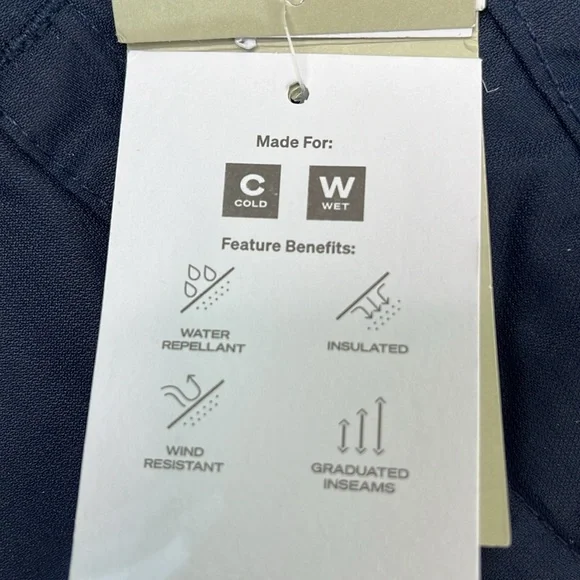 Made For:
C W
COLD WET
Feature Benefits:
WATER
REPELLANT
INSULATED
WIND
RESISTANT
GRADUATED
INSEAMS